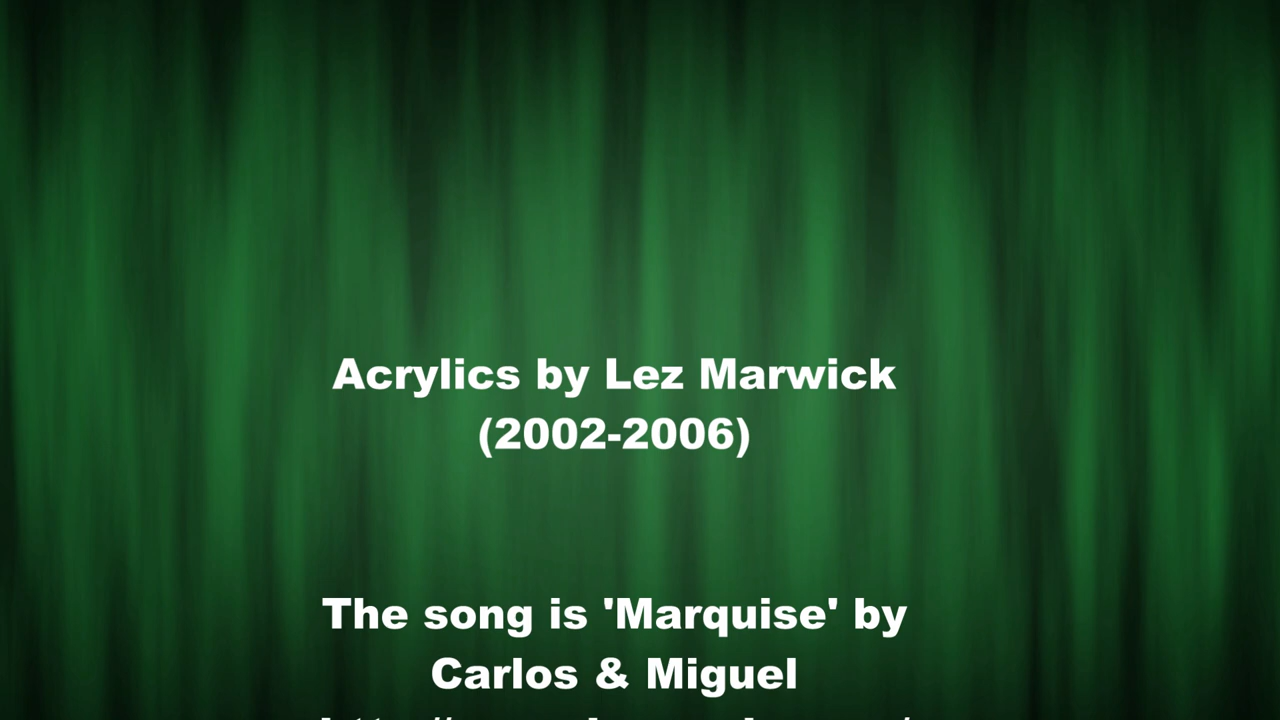 Acrylics by Lez Marwick
(2002-2006)
The song is 'Marquise' by
Carlos & Miguel